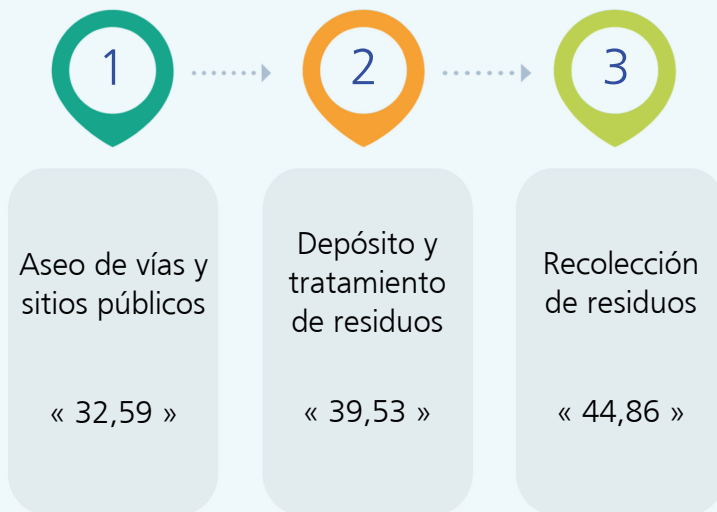 1
2
3
Aseo de vías y
sitios públicos
« 32,59 »
Depósito y
tratamiento
de residuos
« 39,53 »
Recolección
de residuos
« 44,86 »